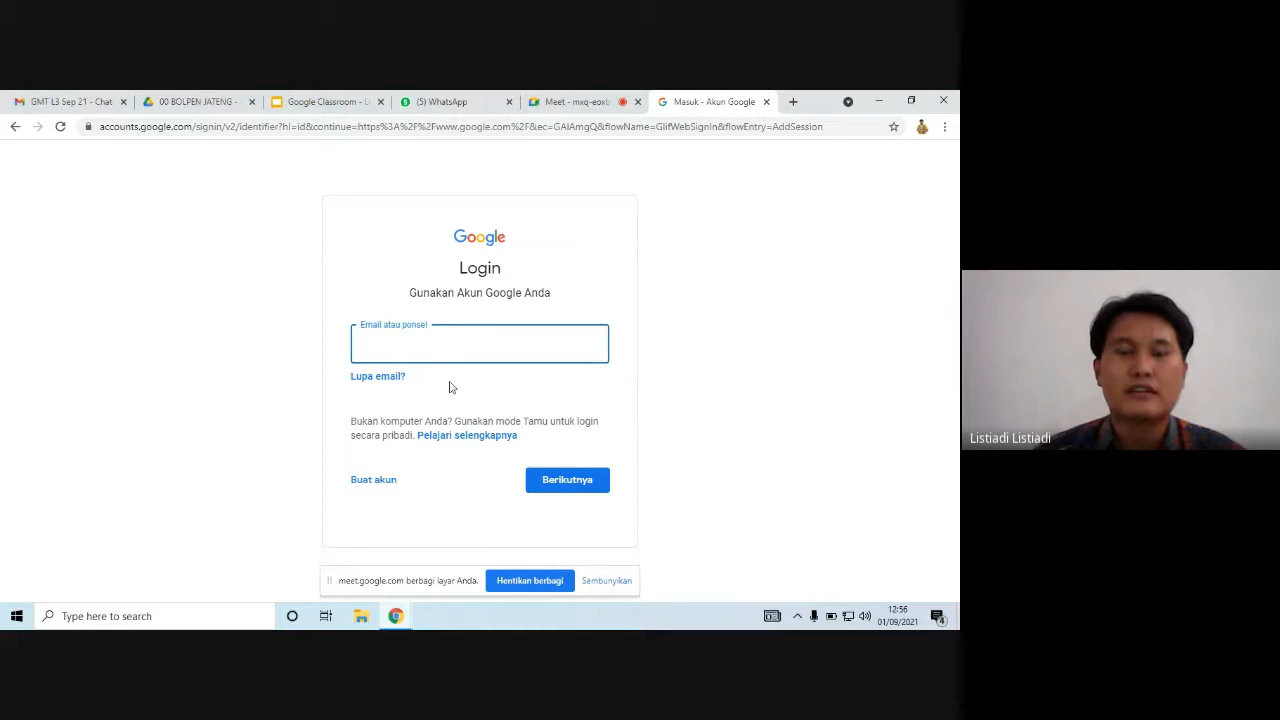 GMT L3 Sep 21 - Chat
00 BOLPEN JATENG -
Google Classroom - L
(5) WhatsApp
Meet - mxq-eoxb
Masuk - Akun Google
accounts.google.com/signin/v2/identifier?hl=id&continue=https%3A%2F%2Fwww.google.com%2F&ec=GAlAmgQ&flowName=GlifWebSignIn&flowEntry=AddSession
Google
Login
Gunakan Akun Google Anda
Email atau ponsel
Lupa email?
Bukan komputer Anda? Gunakan mode Tamu untuk login
secara pribadi. Pelajari selengkapnya
Buat akun
Berikutnya
meet.google.com berbagi layar Anda.
Hentikan berbagi
Sembunyikan
Type here to search
12:56
01/09/2021
4
Listiadi Listiadi